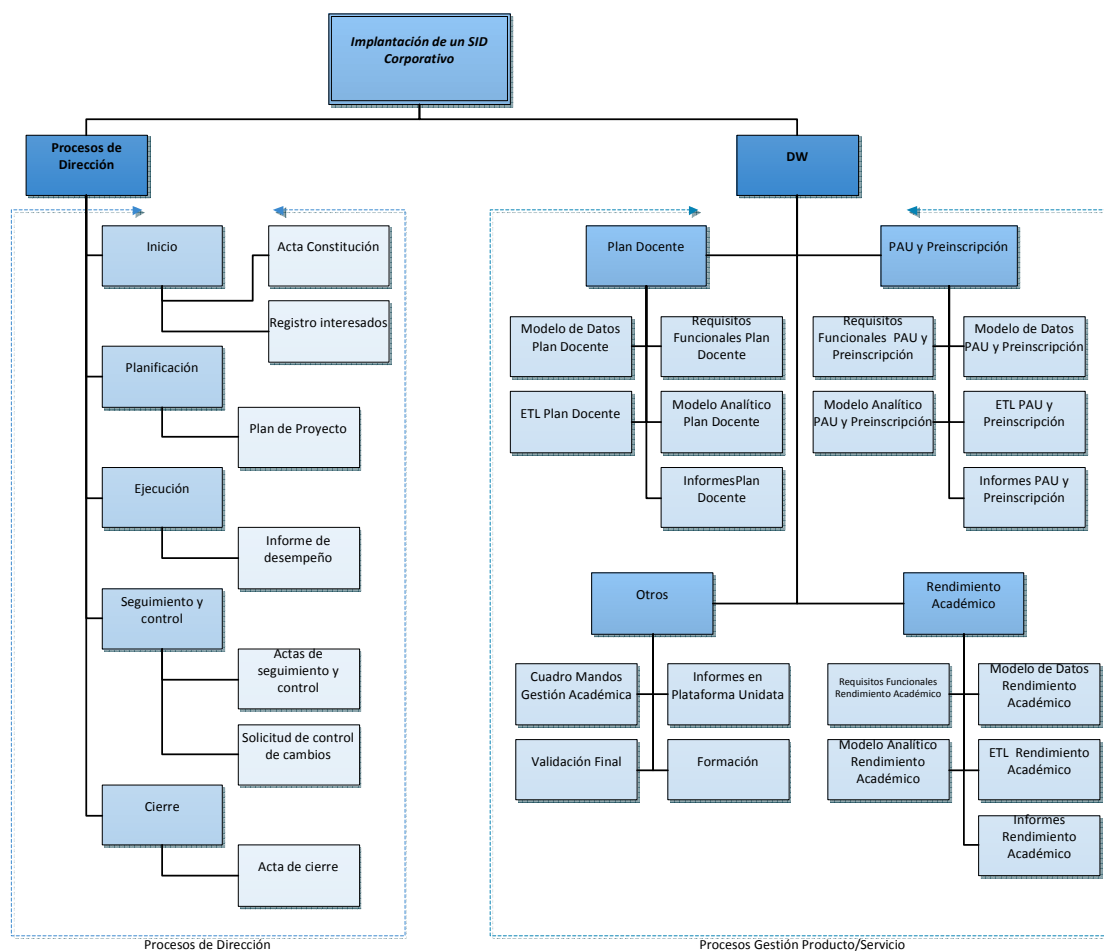 Implantación de un SID
Corporativo
Procesos de
Dirección
DW
Inicio
Acta Constitución
Registro interesados
Planificación
Plan de Proyecto
Ejecución
Informe de
desempeño
Seguimiento y
control
Actas de
seguimiento y
control
Solicitud de control
de cambios
Cierre
Acta de cierre
Procesos de Dirección
Plan Docente
PAU y Preinscripción
Modelo de Datos
Plan Docente
Requisitos
Funcionales Plan
Docente
Requisitos
Funcionales PAU y
Preinscripción
Modelo de Datos
PAU y Preinscripción
ETL Plan Docente
Modelo Analítico
Plan Docente
Modelo Analítico
PAU y Preinscripción
ETL PAU y
Preinscripción
InformesPlan
Docente
Informes PAU y
Preinscripción
Otros
Rendimiento
Académico
Cuadro Mandos
Gestión Académica
Informes en
Plataforma Unidata
Requisitos Funcionales
Rendimiento Académico
Modelo de Datos
Rendimiento
Académico
Validación Final
Formación
Modelo Analítico
Rendimiento
Académico
ETL Rendimiento
Académico
Informes
Rendimiento
Académico
Procesos Gestión Producto/Servicio